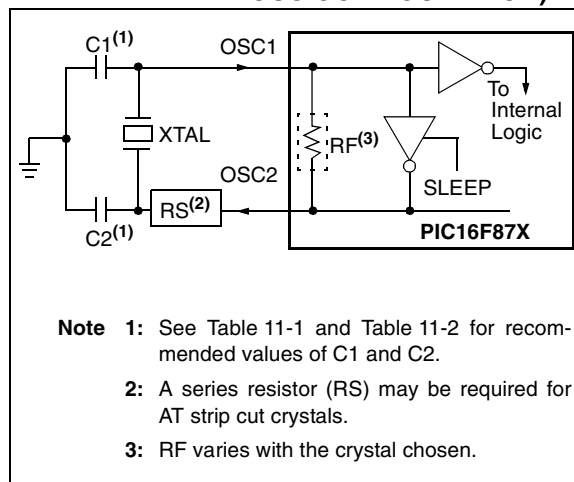 C1(1)
OSC1
To
Internal
Logic
XTAL
RF(3)
OSC2
SLEEP
RS(2)
C2(1)
PIC16F87X
Note 1: See Table 11-1 and Table 11-2 for recom-
mended values of C1 and C2.
2: A series resistor (RS) may be required for
AT strip cut crystals.
3: RF varies with the crystal chosen.